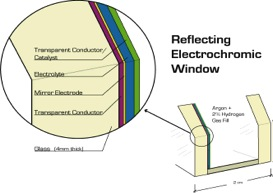 Reflecting
Electrochromic
Window
Transparent Conductor
Catalyst
Electrolyte
Mirror Electrode
Transparent Conductor
Glass (4mm thick)
Argon +
2% Hydrogen
Gas Fill